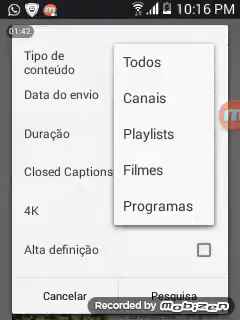 10:16 PM
01:42
Tipo de
conteúdo
Todos
Data do envio
Canais
Duração
Playlists
Closed Captions
Filmes
4K
Programas
Alta definição
Cancelar
Pesquisa
Recorded by MOBIZEN